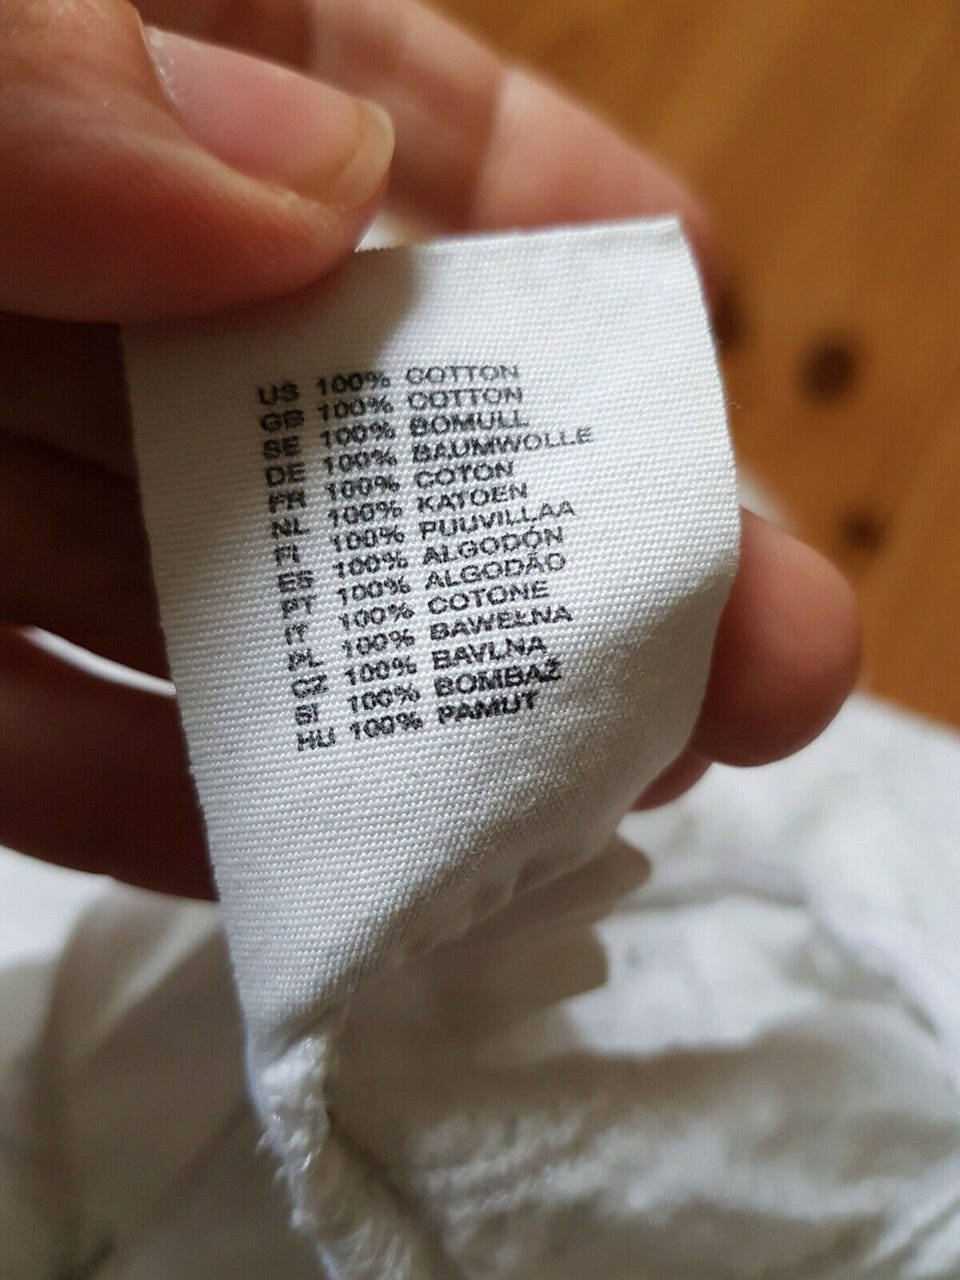 US 100% COTTON
GB 100% COTTON
SE 100% BOMULL
DE 100% BAUMWOLLE
FR 100% COTON
NL 100% KATOEN
FI 100% PUUVILLAA
ES 100% ALGODÓN
PT 100% ALGODÃO
IT 100% COTONE
PL 100% BAWEŁNA
CZ 100% BAVLNA
SI 100% BOMBAŽ
HU 100% PAMUT